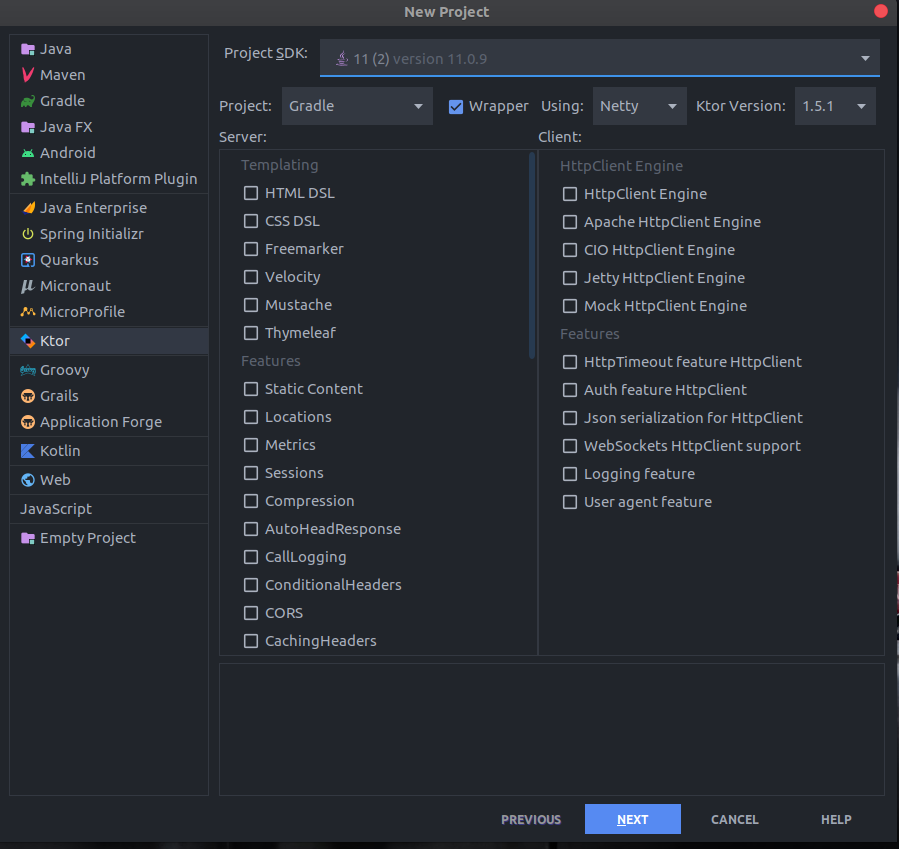 New Project
Java
Maven
Gradle
Java FX
Android
IntelliJ Platform Plugin
Java Enterprise
Spring Initializr
Quarkus
Micronaut
MicroProfile
Ktor
Groovy
Grails
Application Forge
Kotlin
Web
JavaScript
Empty Project
Project SDK: 11 (2) version 11.0.9
Project: Gradle Wrapper Using: Netty Ktor Version: 1.5.1
Server:
Templating
HTML DSL
CSS DSL
Freemarker
Velocity
Mustache
Thymeleaf
Features
Static Content
Locations
Metrics
Sessions
Compression
AutoHeadResponse
CallLogging
ConditionalHeaders
CORS
CachingHeaders
Client:
HttpClient Engine
HttpClient Engine
Apache HttpClient Engine
CIO HttpClient Engine
Jetty HttpClient Engine
Mock HttpClient Engine
Features
HttpTimeout feature HttpClient
Auth feature HttpClient
Json serialization for HttpClient
WebSockets HttpClient support
Logging feature
User agent feature
PREVIOUS NEXT CANCEL HELP